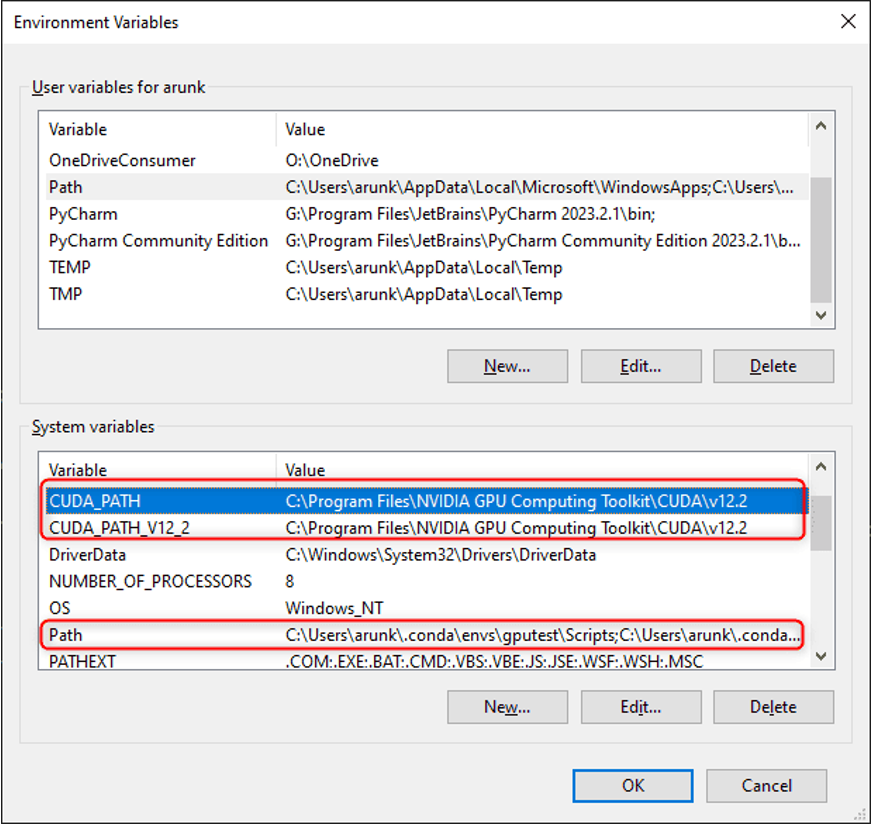 Environment Variables
User variables for arunk
Variable Value
OneDriveConsumer O:\OneDrive
Path C:\Users\arunk\AppData\Local\Microsoft\WindowsApps;C:\Users\...
PyCharm G:\Program Files\JetBrains\PyCharm 2023.2.1\bin;
PyCharm Community Edition G:\Program Files\JetBrains\PyCharm Community Edition 2023.2.1\b...
TEMP C:\Users\arunk\AppData\Local\Temp
TMP C:\Users\arunk\AppData\Local\Temp
New... Edit... Delete
System variables
Variable Value
CUDA_PATH C:\Program Files\NVIDIA GPU Computing Toolkit\CUDA\v12.2
CUDA_PATH_V12_2 C:\Program Files\NVIDIA GPU Computing Toolkit\CUDA\v12.2
DriverData C:\Windows\System32\Drivers\DriverData
NUMBER_OF_PROCESSORS 8
OS Windows_NT
Path C:\Users\arunk\.conda\envs\gputest\Scripts;C:\Users\arunk\.conda...
PATHEXT .COM;.EXE;.BAT;.CMD;.VBS;.VBE;.JS;.JSE;.WSF;.WSH;.MSC
New... Edit... Delete
OK Cancel